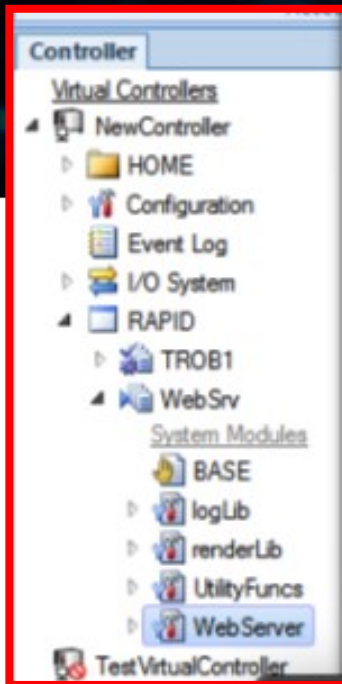 Controller
Virtual Controllers
NewController
HOME
Configuration
Event Log
I/O System
RAPID
TROB1
WebSrv
System Modules
BASE
logLib
renderLib
UtilityFuncs
WebServer
TestVirtualController